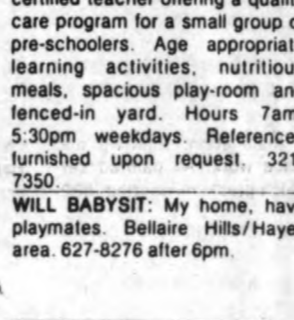 certified teacher offering a quali
care program for a small group o
pre-schoolers. Age appropriat
learning activities, nutritiou
meals, spacious play-room an
fenced-in yard. Hours 7am
5:30pm weekdays. Reference
furnished upon request. 321
7350.
WILL BABYSIT: My home, hav
playmates. Bellaire Hills/Haye
area. 627-8276 after 6pm.